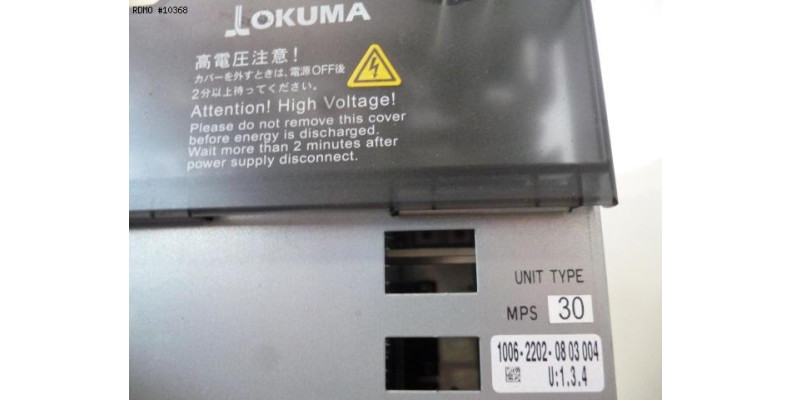 RDMO #10368
OKUMA
高電圧注意！
カバーを外すときは、電源OFF後
2分以上待ってください。
Attention! High Voltage!
Please do not remove this cover
before energy is discharged.
Wait more than 2 minutes after
power supply disconnect.
UNIT TYPE
MPS 30
1006-2202-08 03 004
U:1.3.4